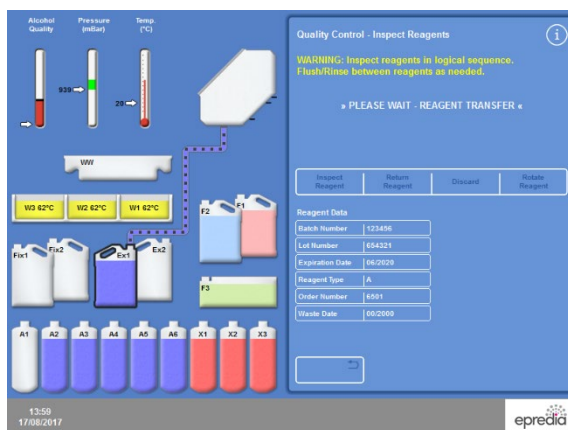 Alcohol Quality
Pressure (mBar)
Temp. (°C)
939
20
WW
W3 62°C
W2 62°C
W1 62°C
Fix1
Fix2
Ex1
Ex2
F2
F1
F3
A1
A2
A3
A4
A5
A6
X1
X2
X3
Quality Control - Inspect Reagents
i
WARNING: Inspect reagents in logical sequence.
Flush/Rinse between reagents as needed.
» PLEASE WAIT - REAGENT TRANSFER «
Inspect Reagent
Return Reagent
Discard
Rotate Reagent
Reagent Data
Batch Number 123456
Lot Number 654321
Expiration Date 06/2020
Reagent Type A
Order Number 6501
Waste Date 00/2000
13:59
17/08/2017
epredia